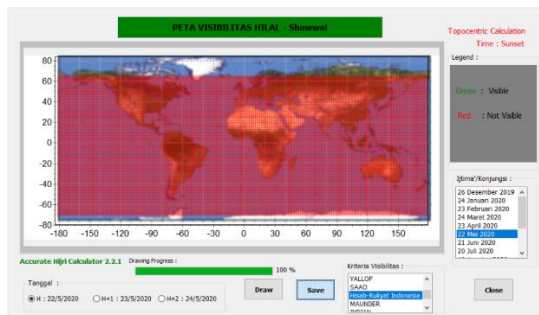 PETA VISIBILITAS HILAL - Shawwal
Topocentric Calculation
Time : Sunset
Legend :
Green : Visible
Red : Not Visible
80
60
40
20
0
-20
-40
-60
-80
-180 -150 -120 -90 -60 -30 0 30 60 90 120 150
Ijtima'/Konjungsi :
26 Desember 2019
24 Januari 2020
23 Februari 2020
24 Maret 2020
23 April 2020
22 Mei 2020
21 Juni 2020
20 Juli 2020
Accurate Hijri Calculator 2.2.1 Drawing Progress :
100 %
Tanggal :
H : 22/5/2020 H+1 : 23/5/2020 H+2 : 24/5/2020
Draw Save
Kriteria Visibilitas :
YALLOP
SAAO
Hisab-Rukyat Indonesia
MAUNDER
Close